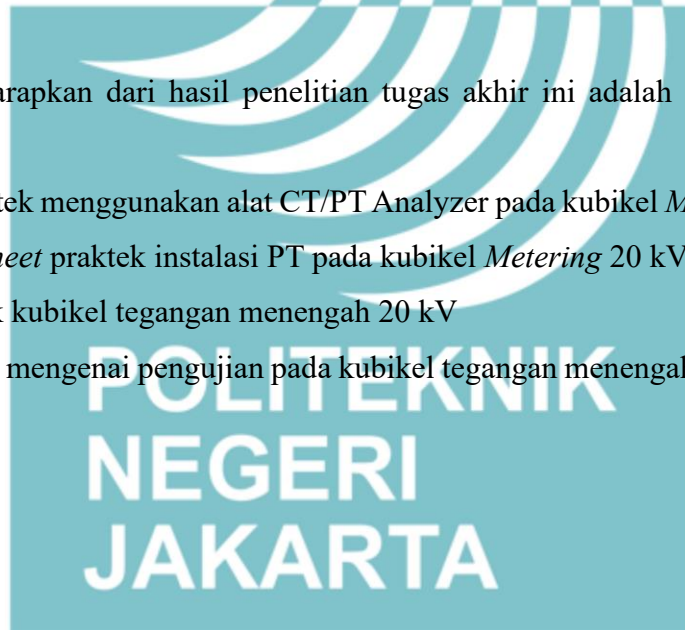 arapkan dari hasil penelitian tugas akhir ini adalah
tek menggunakan alat CT/PT Analyzer pada kubikel M
heet praktek instalasi PT pada kubikel Metering 20 kV
k kubikel tegangan menengah 20 kV
mengenai pengujian pada kubikel tegangan menengah
POLITEKNIK
NEGERI
JAKARTA